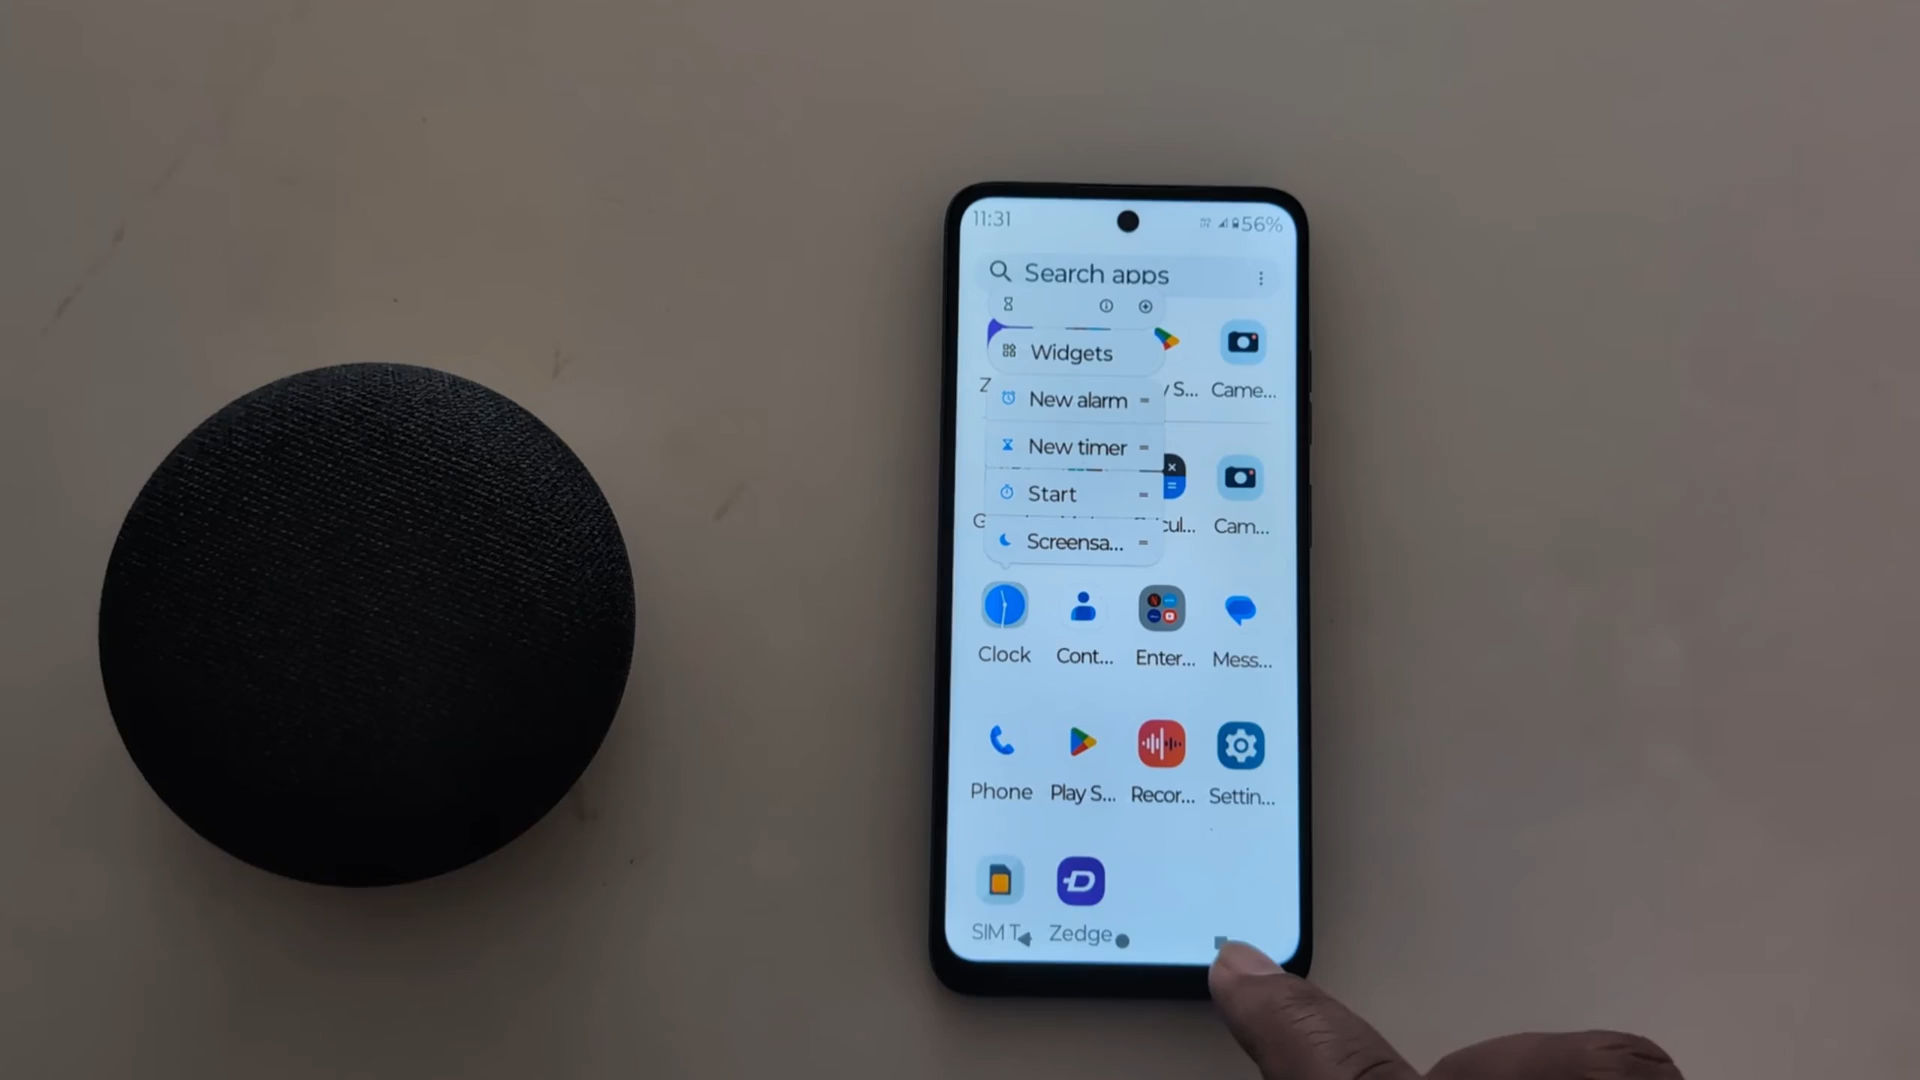 11:31 56%
Search apps
Widgets
Came...
New alarm
New timer
Start
Screensa...
Cam...
Clock Cont... Enter... Mess...
Phone Play S... Recor... Settin...
SIM T Zedge